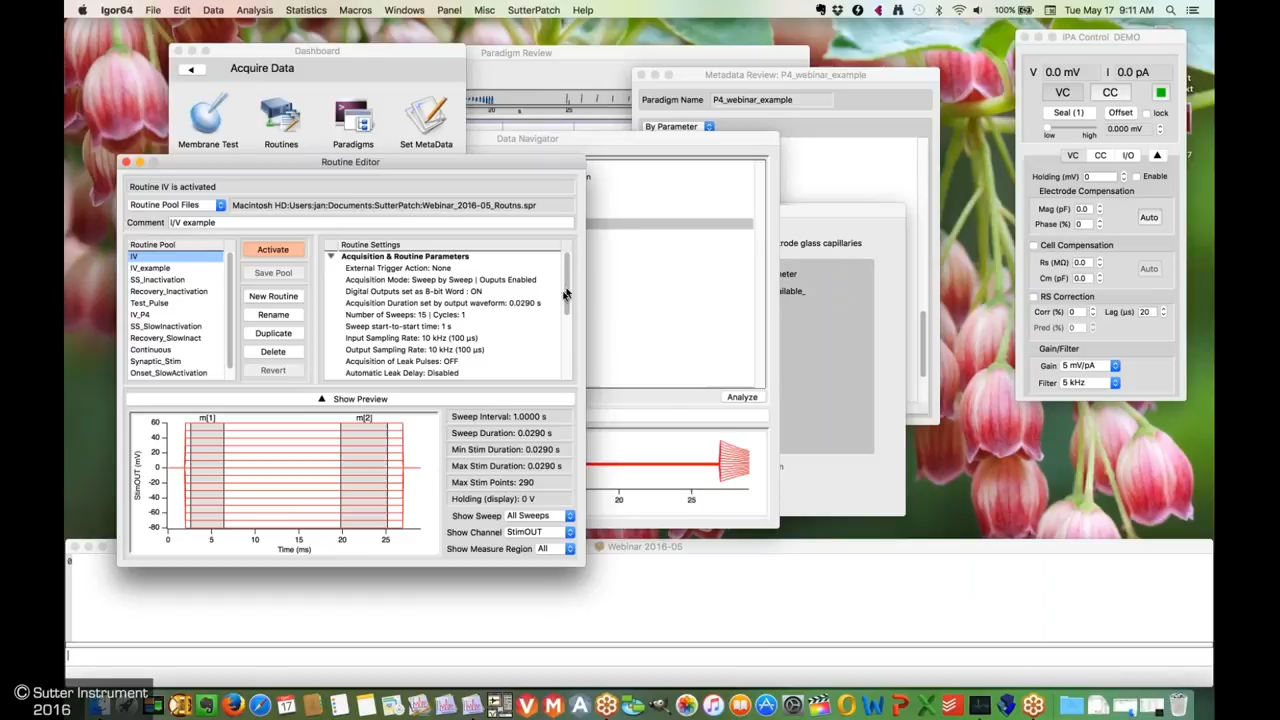 Igor64 File Edit Data Analysis Statistics Macros Windows Panel Misc SutterPatch Help
100% Tue May 17 9:11 AM
Dashboard
Acquire Data
Membrane Test Routines Paradigms Set MetaData
Paradigm Review
20 s 25
Metadata Review: P4_webinar_example
Paradigm Name P4_webinar_example
By Parameter
Data Navigator
Analyze
20 25
rode glass capillaries
meter
ailable_
IPA Control DEMO
V 0.0 mV I 0.0 pA
VC CC
Seal (1) Offset lock
low high 0.000 mV
VC CC I/O
Holding (mV) 0 Enable
Electrode Compensation
Mag (pF) 0.0
Phase (%) 0
Auto
Cell Compensation
Rs (MΩ) 0.0
Cm (pF) 0.0
Auto
RS Correction
Corr (%) 0 Lag (µs) 20
Pred (%) 0
Gain/Filter
Gain 5 mV/pA
Filter 5 kHz
Routine Editor
Routine IV is activated
Routine Pool Files Macintosh HD:Users:jan:Documents:SutterPatch:Webinar_2016-05_Routns.spr
Comment I/V example
Routine Pool
IV
IV_example
SS_Inactivation
Recovery_Inactivation
Test_Pulse
IV_P4
SS_SlowInactivation
Recovery_SlowInact
Continuous
Synaptic_Stim
Onset_SlowActivation
Activate
Save Pool
New Routine
Rename
Duplicate
Delete
Revert
Routine Settings
Acquisition & Routine Parameters
External Trigger Action: None
Acquisition Mode: Sweep by Sweep | Ouputs Enabled
Digital Outputs set as 8-bit Word : ON
Acquisition Duration set by output waveform: 0.0290 s
Number of Sweeps: 15 | Cycles: 1
Sweep start-to-start time: 1 s
Input Sampling Rate: 10 kHz (100 µs)
Output Sampling Rate: 10 kHz (100 µs)
Acquisition of Leak Pulses: OFF
Automatic Leak Delay: Disabled
Show Preview
m[1] m[2]
60
40
20
0
-20
-40
-60
-80
StimOUT (mV)
0 5 10 15 20 25
Time (ms)
Sweep Interval: 1.0000 s
Sweep Duration: 0.0290 s
Min Stim Duration: 0.0290 s
Max Stim Duration: 0.0290 s
Max Stim Points: 290
Holding (display): 0 V
Show Sweep All Sweeps
Show Channel StimOUT
Show Measure Region All
Webinar 2016-05
© Sutter Instrument
2016